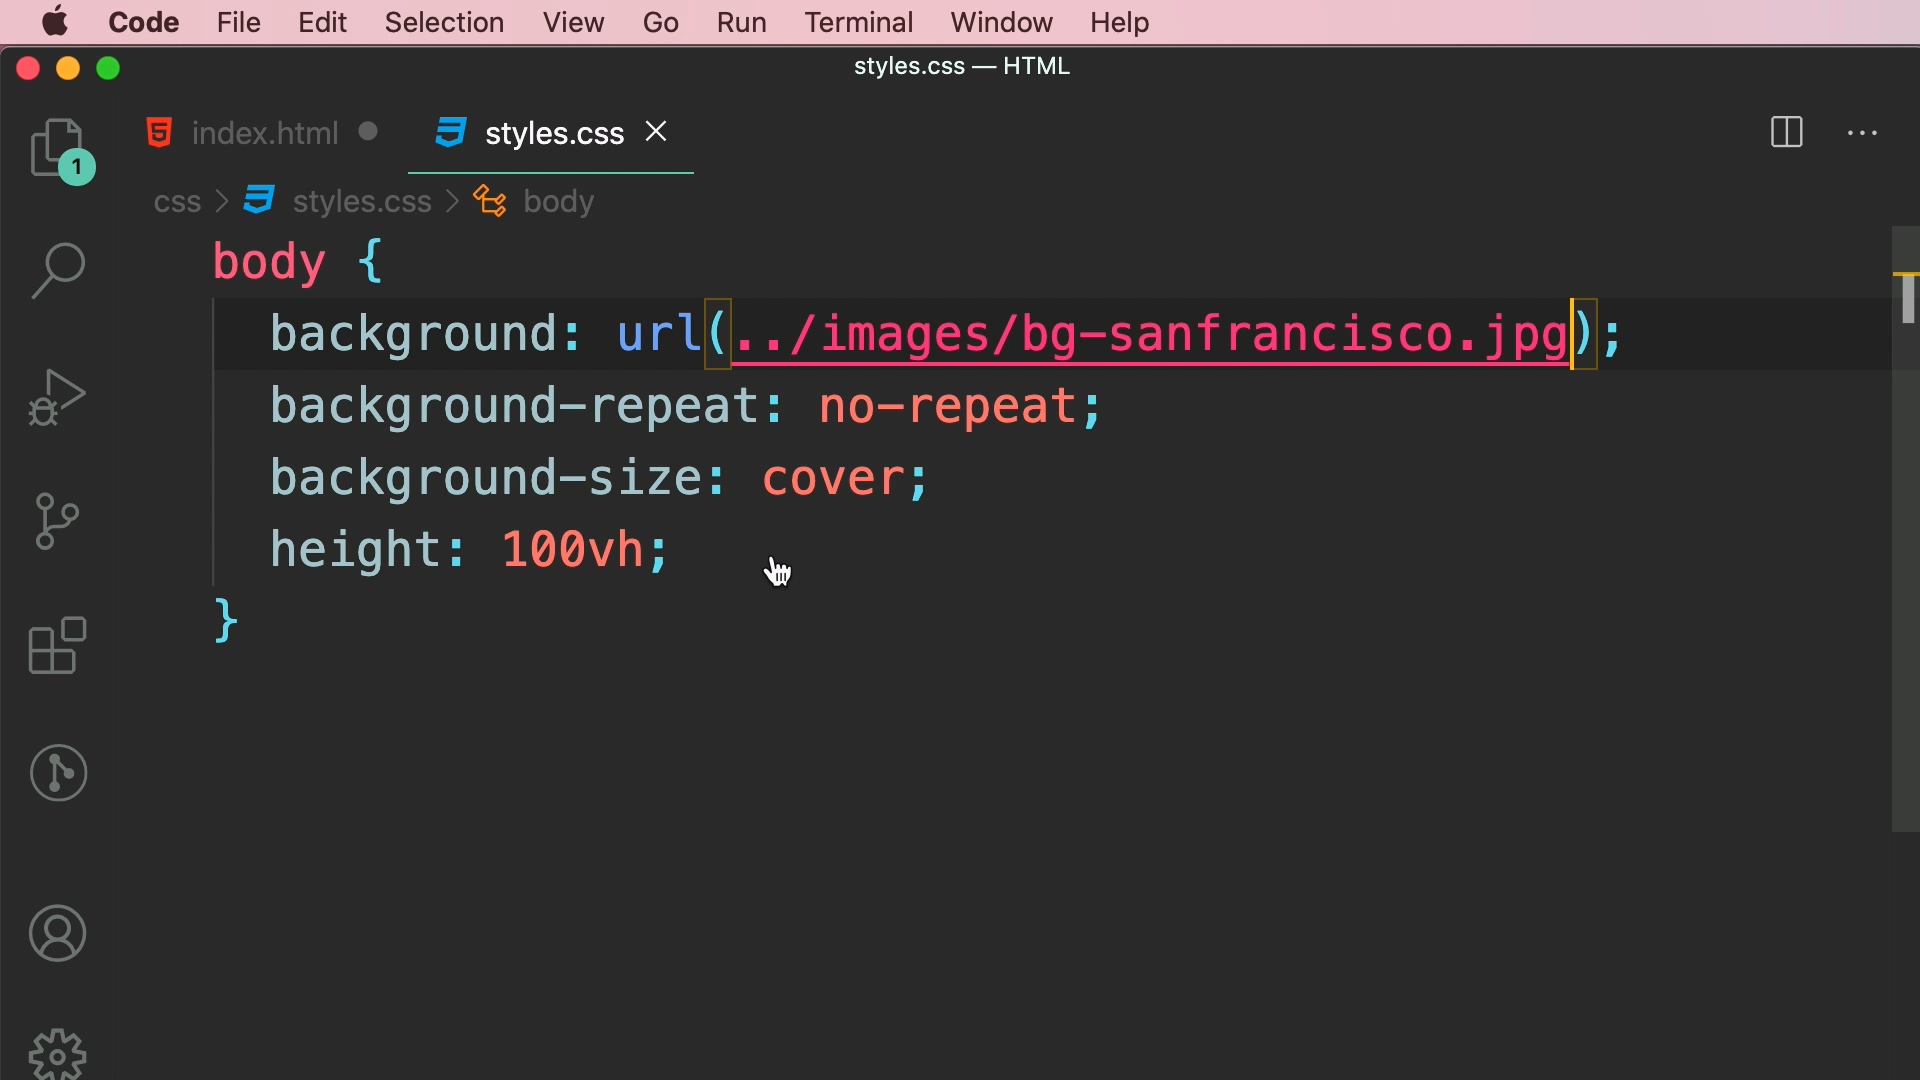 Code File Edit Selection View Go Run Terminal Window Help
styles.css — HTML
index.html styles.css
1
css > styles.css > body
body {
background: url(../images/bg-sanfrancisco.jpg);
background-repeat: no-repeat;
background-size: cover;
height: 100vh;
}